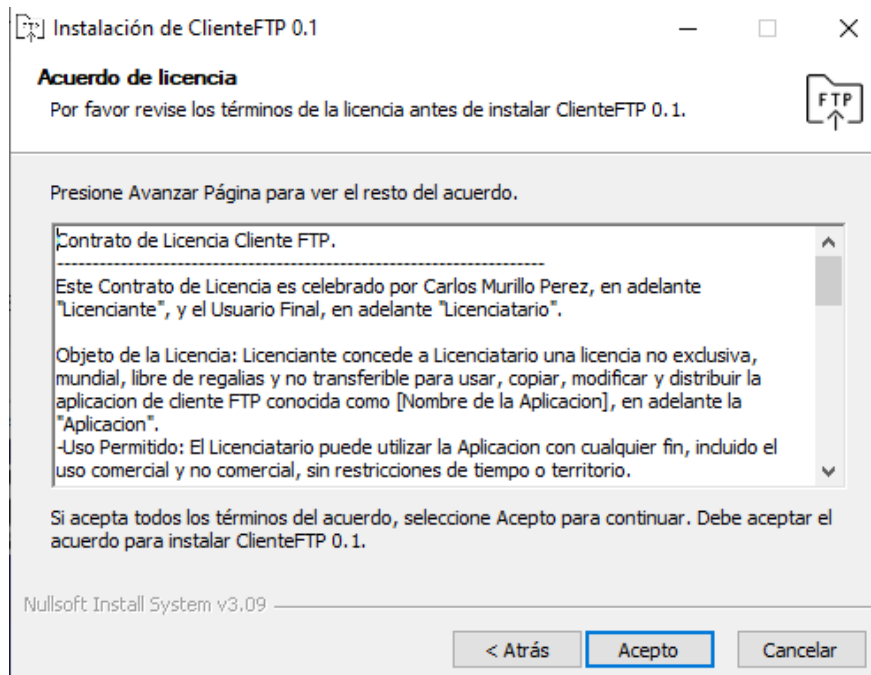 Instalación de ClienteFTP 0.1
Acuerdo de licencia
Por favor revise los términos de la licencia antes de instalar ClienteFTP 0.1.
FTP
Presione Avanzar Página para ver el resto del acuerdo.
Contrato de Licencia Cliente FTP.
----------------------------------------------------------------------
Este Contrato de Licencia es celebrado por Carlos Murillo Perez, en adelante
"Licenciante", y el Usuario Final, en adelante "Licenciatario".
Objeto de la Licencia: Licenciante concede a Licenciatario una licencia no exclusiva,
mundial, libre de regalias y no transferible para usar, copiar, modificar y distribuir la
aplicacion de cliente FTP conocida como [Nombre de la Aplicacion], en adelante la
"Aplicacion".
-Uso Permitido: El Licenciatario puede utilizar la Aplicacion con cualquier fin, incluido el
uso comercial y no comercial, sin restricciones de tiempo o territorio.
Si acepta todos los términos del acuerdo, seleccione Acepto para continuar. Debe aceptar el
acuerdo para instalar ClienteFTP 0.1.
Nullsoft Install System v3.09
< Atrás
Acepto
Cancelar